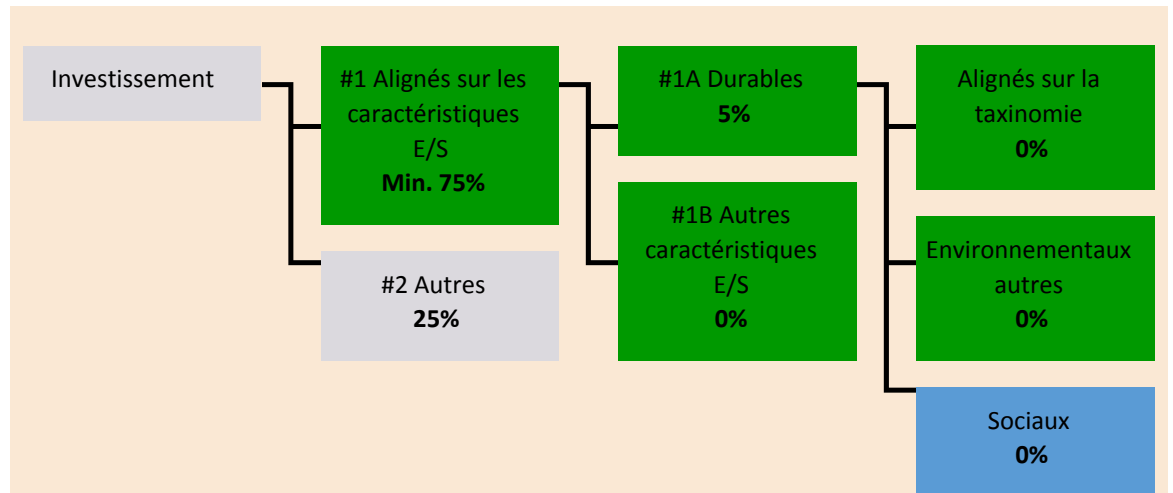 Investissement
#1 Alignés sur les
caractéristiques
E/S
Min. 75%
#2 Autres
25%
#1A Durables
5%
#1B Autres
caractéristiques
E/S
0%
Alignés sur la
taxinomie
0%
Environnementaux
autres
0%
Sociaux
0%